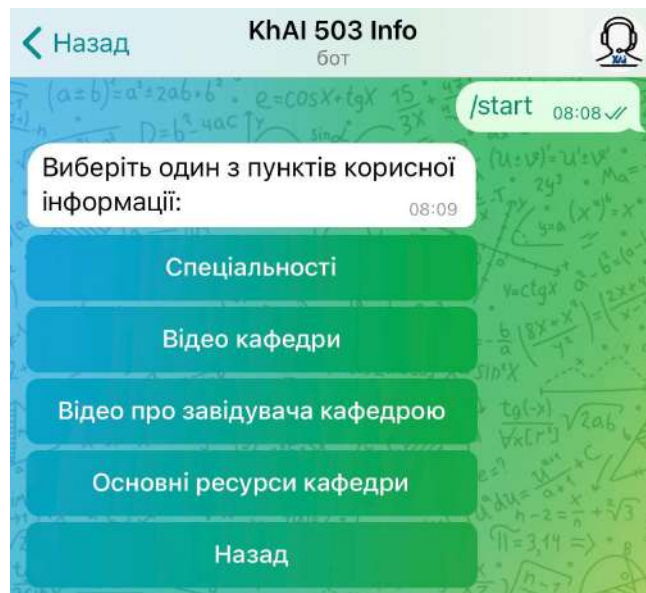 Назад
KhAI 503 Info
бот
/start 08:08
Виберіть один з пунктів корисної
інформації:
08:09
Спеціальності
Відео кафедри
Відео про завідувача кафедрою
Основні ресурси кафедри
Назад